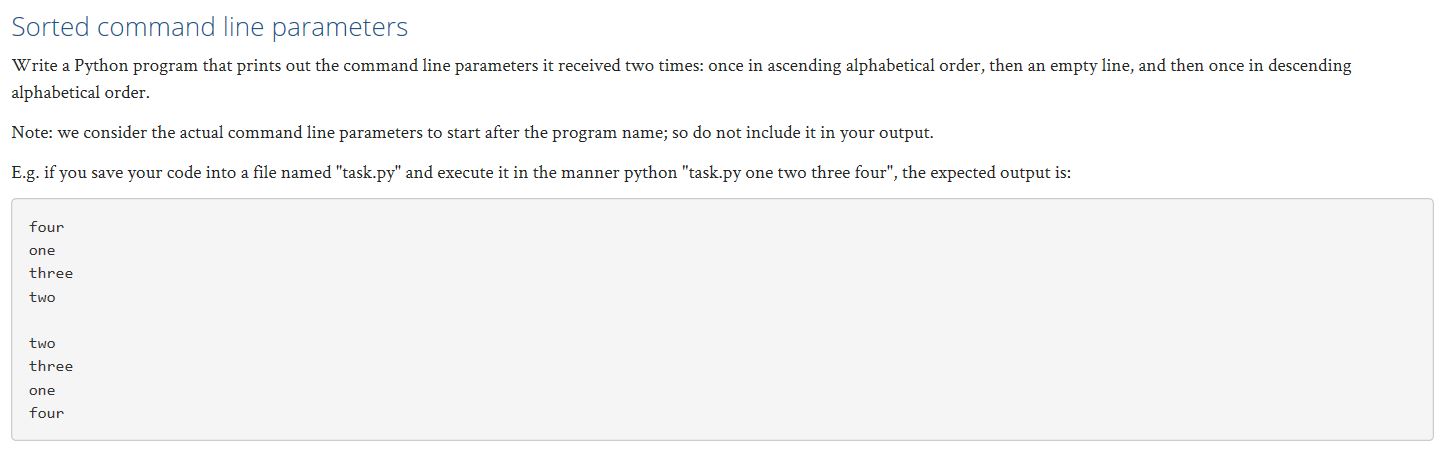 Sorted command line parameters
Write a Python program that prints out the command line parameters it received two times: once in ascending alphabetical order, then an empty line, and then once in descending
alphabetical order.
Note: we consider the actual command line parameters to start after the program name; so do not include it in your output.
E.g. if you save your code into a file named "task.py" and execute it in the manner python "task.py one two three four", the expected output is:
four
one
three
two
two
three
one
four